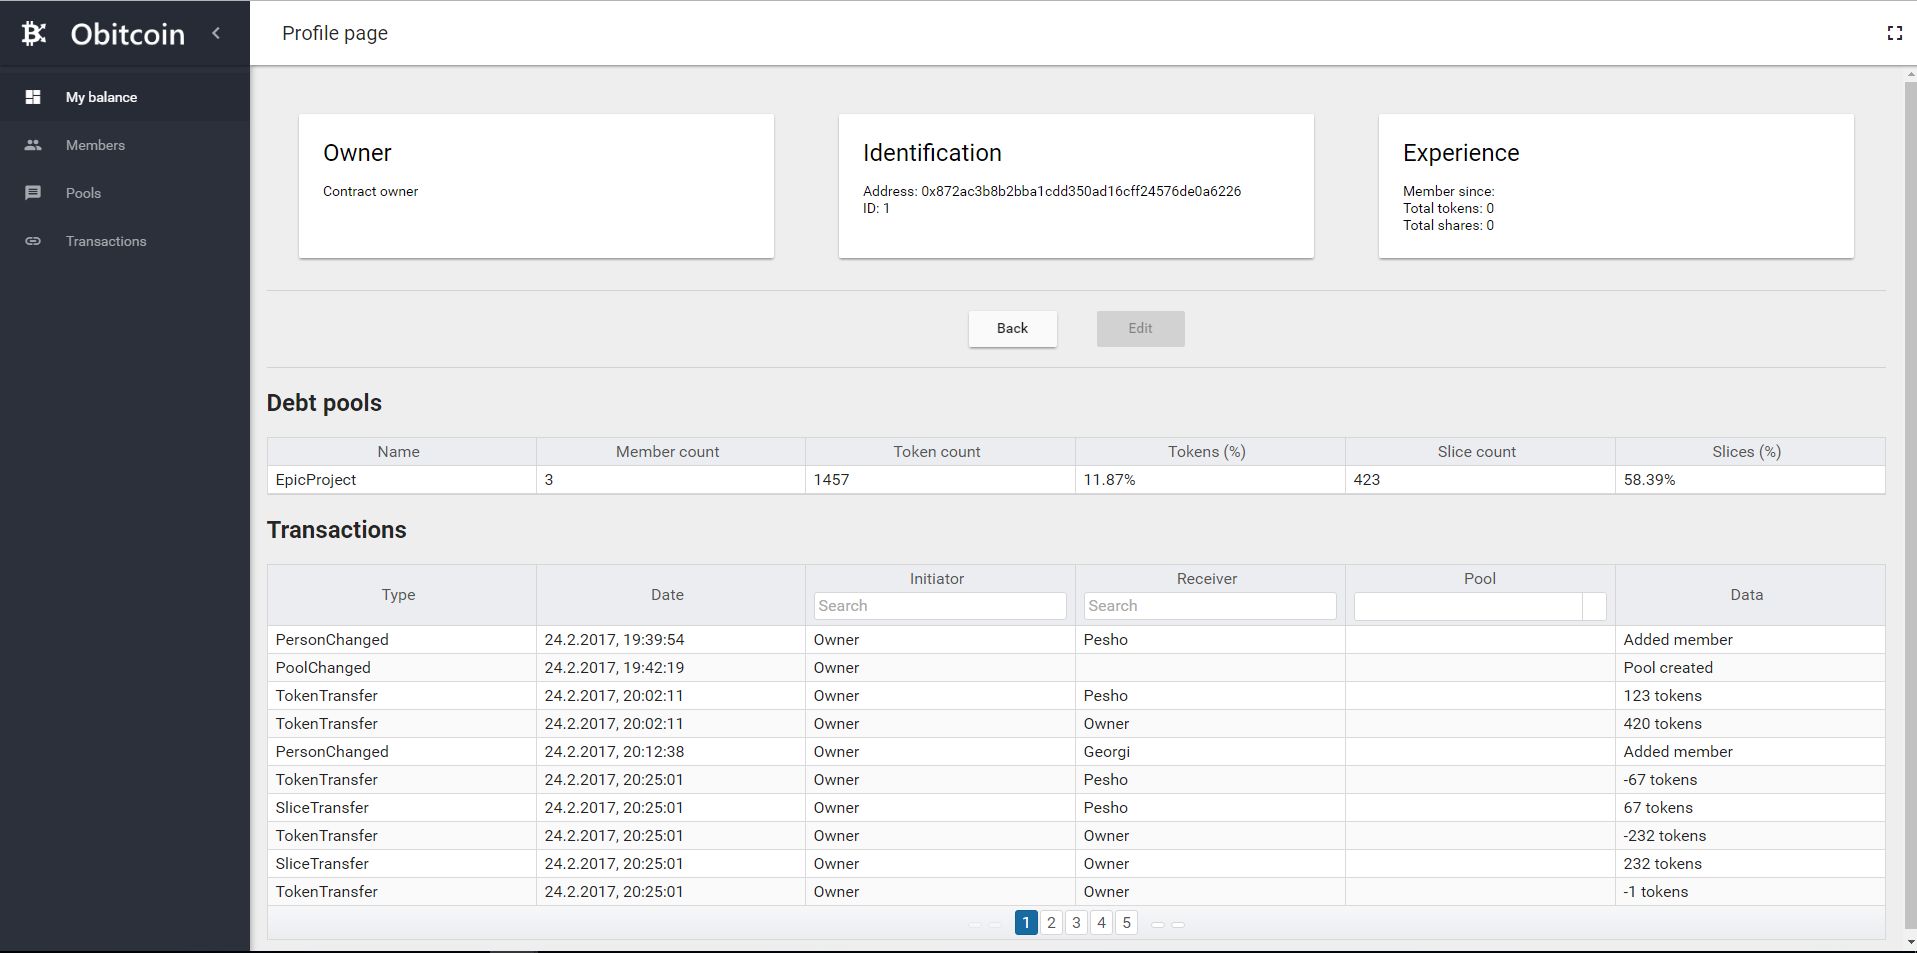 Obitcoin
Profile page
My balance
Members
Pools
Transactions
Owner
Contract owner
Identification
Address: 0x872ac3b8b2bba1cdd350ad16cff24576de0a6226
ID: 1
Experience
Member since:
Total tokens: 0
Total shares: 0
Back Edit
Debt pools
Name Member count Token count Tokens (%) Slice count Slices (%)
EpicProject 3 1457 11.87% 423 58.39%
Transactions
Type Date Initiator Receiver Pool Data
Search Search
PersonChanged 24.2.2017, 19:39:54 Owner Pesho Added member
PoolChanged 24.2.2017, 19:42:19 Owner Pool created
TokenTransfer 24.2.2017, 20:02:11 Owner Pesho 123 tokens
TokenTransfer 24.2.2017, 20:02:11 Owner Owner 420 tokens
PersonChanged 24.2.2017, 20:12:38 Owner Georgi Added member
TokenTransfer 24.2.2017, 20:25:01 Owner Pesho -67 tokens
SliceTransfer 24.2.2017, 20:25:01 Owner Pesho 67 tokens
TokenTransfer 24.2.2017, 20:25:01 Owner Owner -232 tokens
SliceTransfer 24.2.2017, 20:25:01 Owner Owner 232 tokens
TokenTransfer 24.2.2017, 20:25:01 Owner Owner -1 tokens
1 2 3 4 5